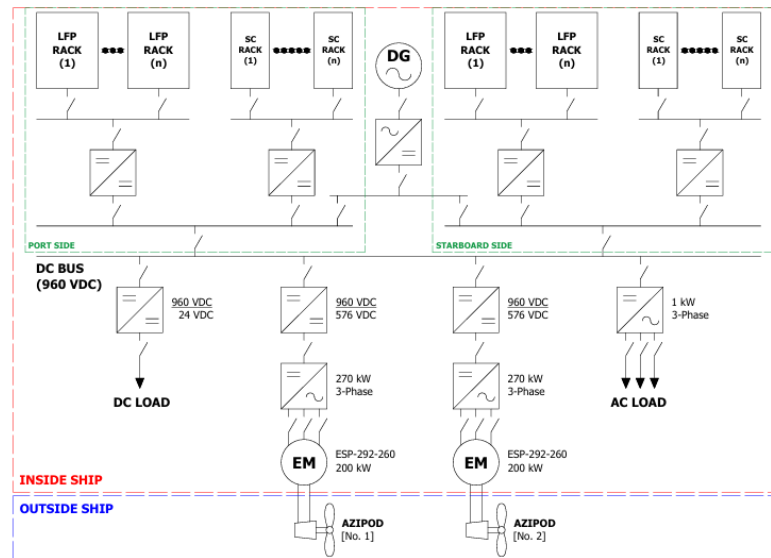 LFP
RACK
(1)
LFP
RACK
(n)
SC
RACK
(1)
SC
RACK
(n)
DG
LFP
RACK
(1)
LFP
RACK
(n)
SC
RACK
(1)
SC
RACK
(n)
PORT SIDE
STARBOARD SIDE
DC BUS
(960 VDC)
960 VDC
24 VDC
960 VDC
576 VDC
960 VDC
576 VDC
1 kW
3-Phase
270 kW
3-Phase
270 kW
3-Phase
DC LOAD
AC LOAD
EM
ESP-292-260
200 kW
EM
ESP-292-260
200 kW
INSIDE SHIP
OUTSIDE SHIP
AZIPOD
[No. 1]
AZIPOD
[No. 2]